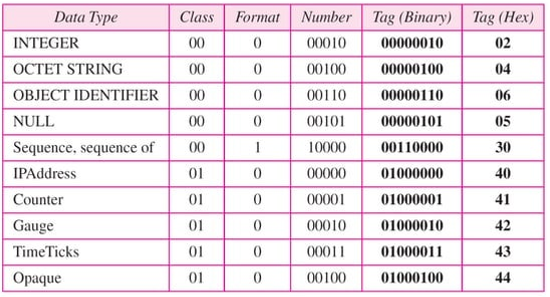 Data Type Class Format Number Tag (Binary) Tag (Hex)
INTEGER 00 0 00010 00000010 02
OCTET STRING 00 0 00100 00000100 04
OBJECT IDENTIFIER 00 0 00110 00000110 06
NULL 00 0 00101 00000101 05
Sequence, sequence of 00 1 10000 00110000 30
IPAddress 01 0 00000 01000000 40
Counter 01 0 00001 01000001 41
Gauge 01 0 00010 01000010 42
TimeTicks 01 0 00011 01000011 43
Opaque 01 0 00100 01000100 44